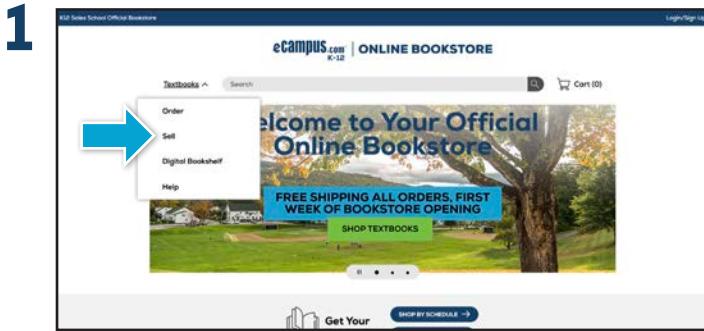 1
K12 Sales School Official Bookstore
Login/Sign Up
eCampus.com K-12 | ONLINE BOOKSTORE
Textbooks
Search
Cart (0)
Order
Sell
Digital Bookshelf
Help
elcome to Your Official
Online Bookstore
FREE SHIPPING ALL ORDERS, FIRST
WEEK OF BOOKSTORE OPENING
SHOP TEXTBOOKS
Get Your
SHOP BY SCHEDULE →